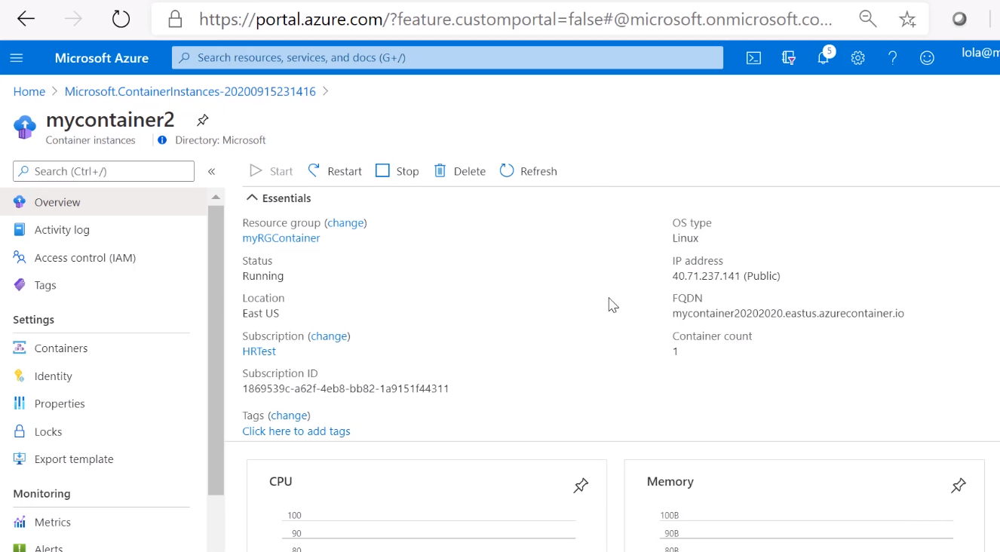 https://portal.azure.com/?feature.customportal=false#@microsoft.onmicrosoft.co...
Microsoft Azure
Search resources, services, and docs (G+/)
5
lola@m
Home > Microsoft.ContainerInstances-20200915231416 >
mycontainer2
Container instances
Directory: Microsoft
Search (Ctrl+/)
«
Start
Restart
Stop
Delete
Refresh
Overview
Activity log
Access control (IAM)
Tags
Settings
Containers
Identity
Properties
Locks
Export template
Monitoring
Metrics
Alerts
Essentials
Resource group (change)
myRGContainer
Status
Running
Location
East US
Subscription (change)
HRTest
Subscription ID
1869539c-a62f-4eb8-bb82-1a9151f44311
Tags (change)
Click here to add tags
OS type
Linux
IP address
40.71.237.141 (Public)
FQDN
mycontainer20202020.eastus.azurecontainer.io
Container count
1
CPU
100
90
80
Memory
100B
90B
80B